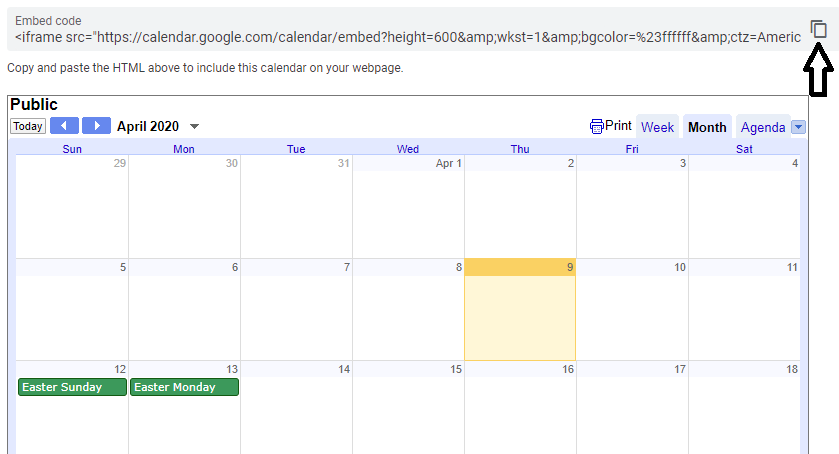 Embed code
<iframe src="https://calendar.google.com/calendar/embed?height=600&amp;wkst=1&amp;bgcolor=%23ffffff&amp;ctz=Americ
Copy and paste the HTML above to include this calendar on your webpage.
Public
Today April 2020 Print Week Month Agenda
Sun Mon Tue Wed Thu Fri Sat
29 30 31 Apr 1 2 3 4
5 6 7 8 9 10 11
12 13 14 15 16 17 18
Easter Sunday Easter Monday